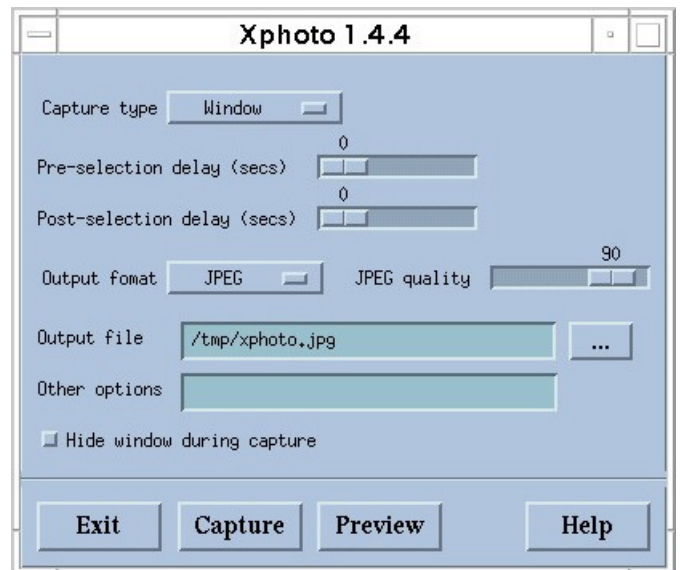 Xphoto 1.4.4
Capture type Window
0
Pre-selection delay (secs)
0
Post-selection delay (secs)
90
Output fomat JPEG JPEG quality
Output file /tmp/xphoto.jpg ...
Other options
Hide window during capture
Exit Capture Preview Help